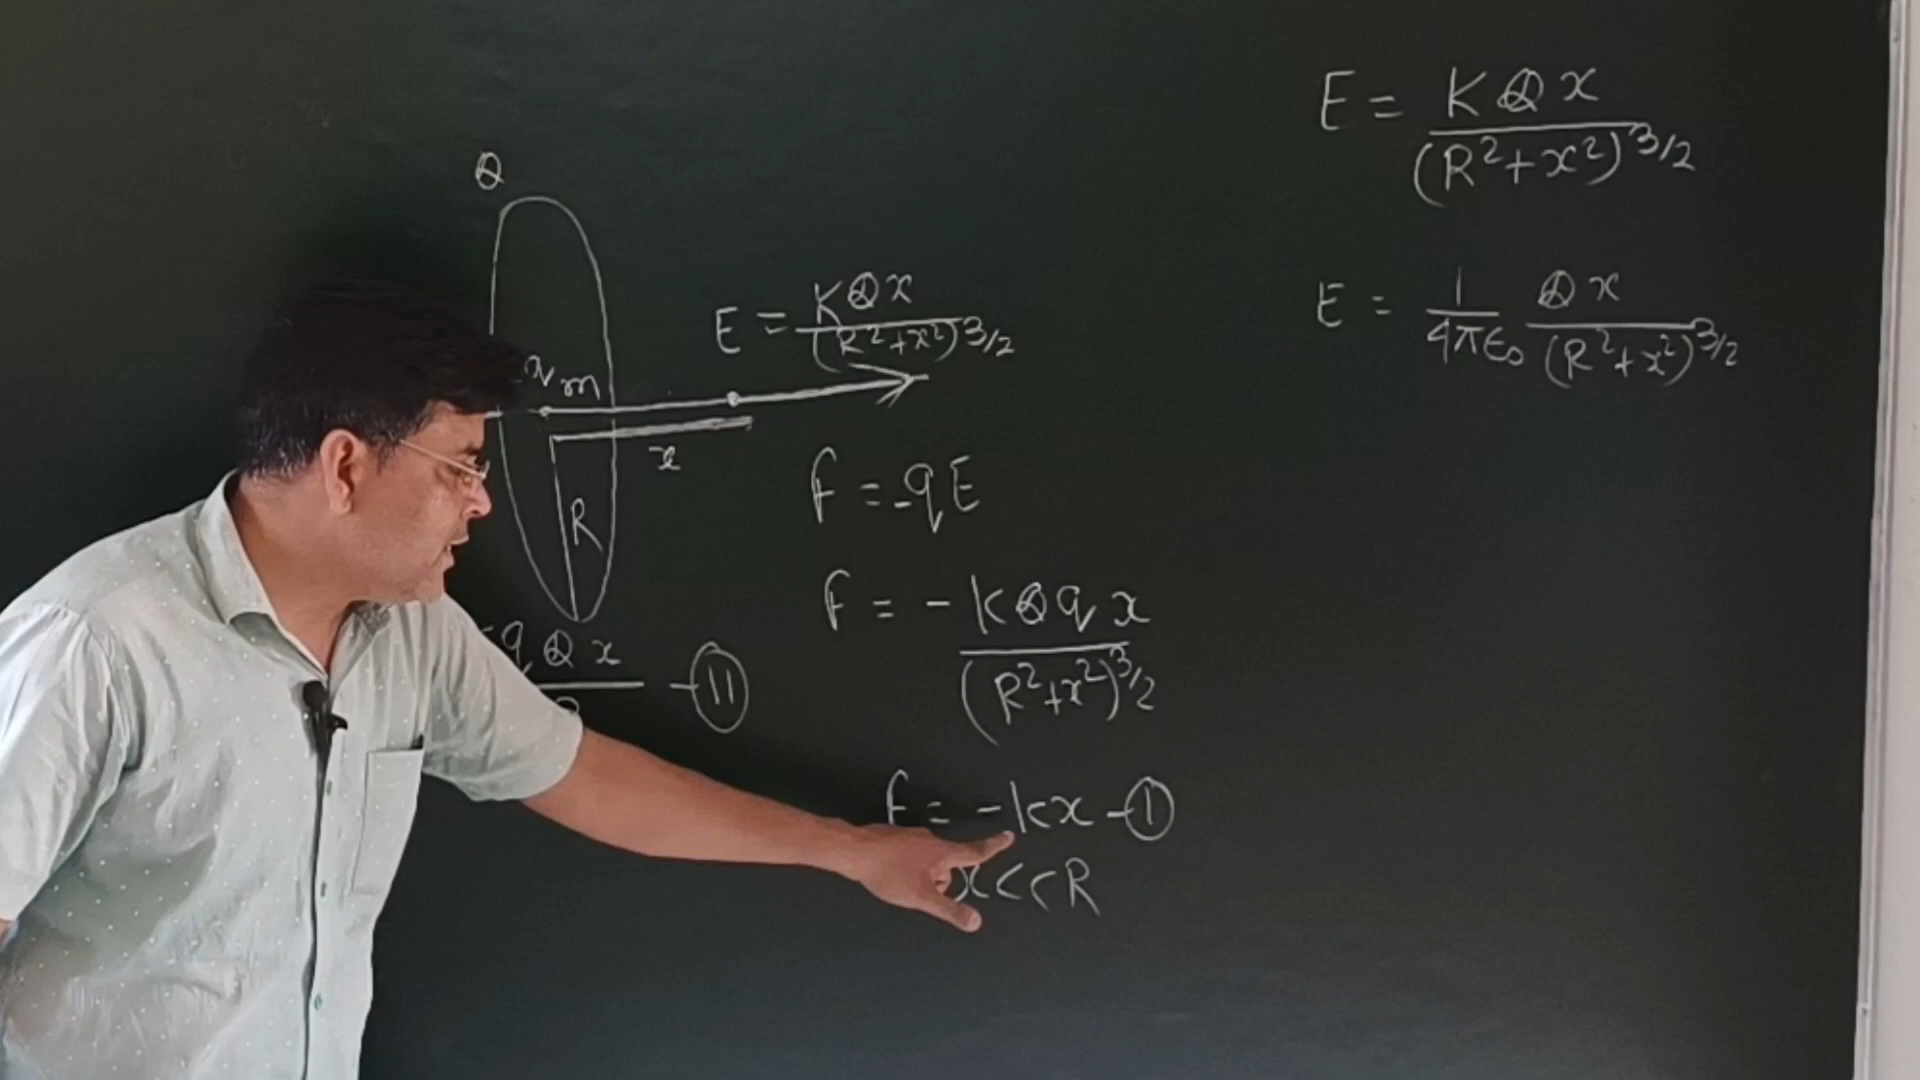 Q
E = KQx / (R²+x²)^3/2
q m
x
R
F = -qE
F = - KQqx / (R²+x²)^3/2
qQx - (II)
F = -kx - (I)
x<<R
E = KQx / (R²+x²)^3/2
E = 1/4πε₀ Qx / (R²+x²)^3/2